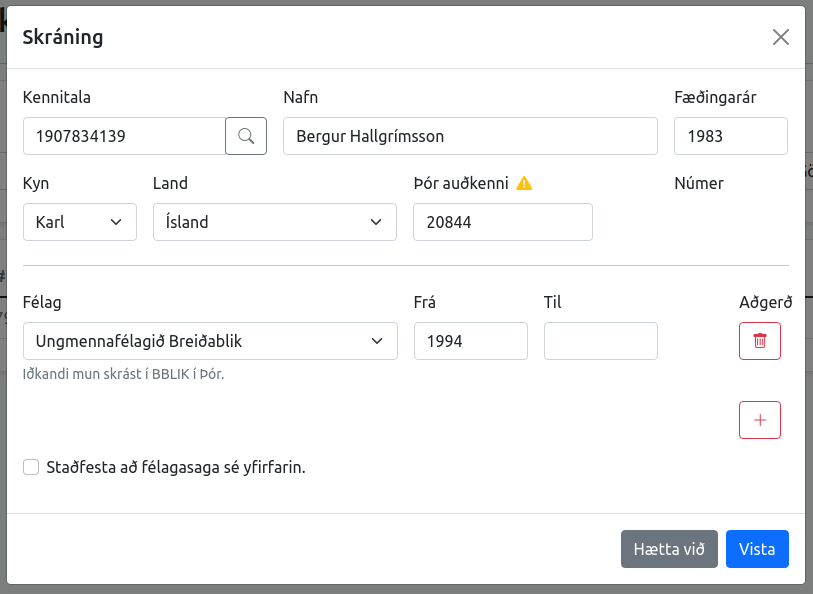 Skráning
Kennitala Nafn Fæðingarár
1907834139 Bergur Hallgrímsson 1983
Kyn Land Þór auðkenni Númer
Karl Ísland 20844
Félag Frá Til Aðgerð
Ungmennafélagið Breiðablik 1994
Iðkandi mun skrást í BBLIK í Þór.
Staðfesta að félagasaga sé yfirfarin.
Hætta við Vista